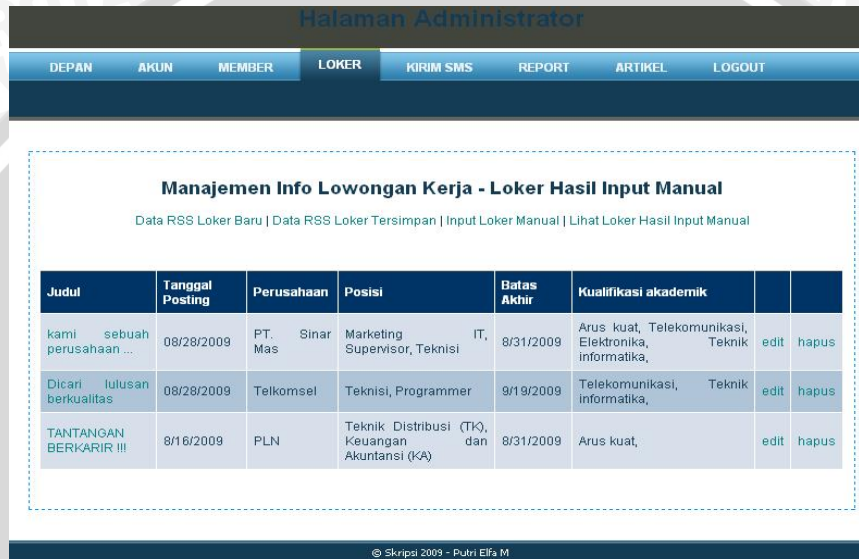 Halaman Administrator
DEPAN AKUN MEMBER LOKER KIRIM SMS REPORT ARTIKEL LOGOUT
Manajemen Info Lowongan Kerja - Loker Hasil Input Manual
Data RSS Loker Baru | Data RSS Loker Tersimpan | Input Loker Manual | Lihat Loker Hasil Input Manual
Judul
Tanggal
Posting
Perusahaan
Posisi
Batas
Akhir
Kualifikasi akademik
kami sebuah
perusahaan ...
08/28/2009
PT. Sinar
Mas
Marketing IT,
Supervisor, Teknisi
8/31/2009
Arus kuat, Telekomunikasi,
Elektronika, Teknik
informatika,
edit
hapus
Dicari lulusan
berkualitas
08/28/2009
Telkomsel
Teknisi, Programmer
9/19/2009
Telekomunikasi, Teknik
informatika,
edit
hapus
TANTANGAN
BERKARIR !!!
8/16/2009
PLN
Teknik Distribusi (TK),
Keuangan dan
Akuntansi (KA)
8/31/2009
Arus kuat,
edit
hapus
© Skripsi 2009 - Putri Elfa M